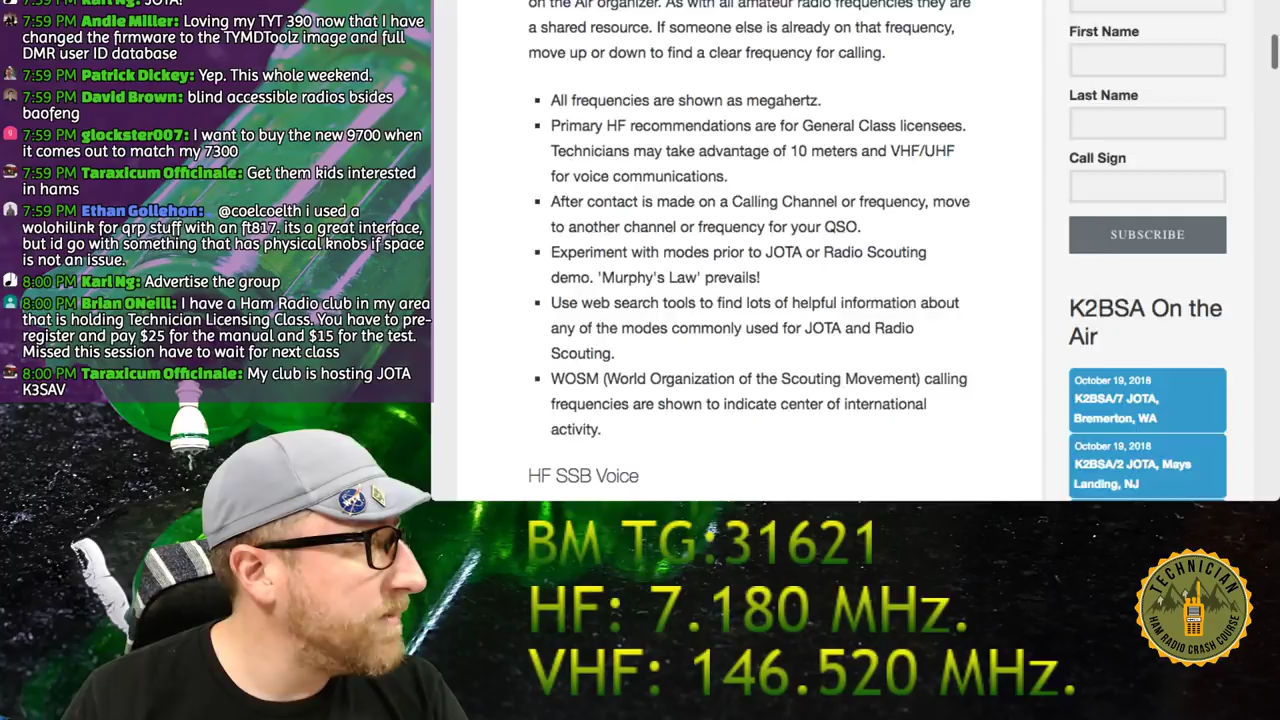 Karl Ng: JOTA!
7:59 PM Andie Miller: Loving my TYT 390 now that I have
changed the firmware to the TYMDToolz image and full
DMR user ID database
7:59 PM Patrick Dickey: Yep. This whole weekend.
7:59 PM David Brown: blind accessible radios bsides
baofeng
7:59 PM glockster007: I want to buy the new 9700 when
it comes out to match my 7300
7:59 PM Taraxicum Officinale: Get them kids interested
in hams
7:59 PM Ethan Gollehon: @coelcoelth i used a
wolohilink for qrp stuff with an ft817. its a great interface,
but id go with something that has physical knobs if space
is not an issue.
8:00 PM Karl Ng: Advertise the group
8:00 PM Brian ONeill: I have a Ham Radio club in my area
that is holding Technician Licensing Class. You have to pre-
register and pay $25 for the manual and $15 for the test.
Missed this session have to wait for next class
8:00 PM Taraxicum Officinale: My club is hosting JOTA
K3SAV
on the Air organizer. As with all amateur radio frequencies they are
a shared resource. If someone else is already on that frequency,
move up or down to find a clear frequency for calling.
All frequencies are shown as megahertz.
Primary HF recommendations are for General Class licensees.
Technicians may take advantage of 10 meters and VHF/UHF
for voice communications.
After contact is made on a Calling Channel or frequency, move
to another channel or frequency for your QSO.
Experiment with modes prior to JOTA or Radio Scouting
demo. 'Murphy's Law' prevails!
Use web search tools to find lots of helpful information about
any of the modes commonly used for JOTA and Radio
Scouting.
WOSM (World Organization of the Scouting Movement) calling
frequencies are shown to indicate center of international
activity.
HF SSB Voice
First Name
Last Name
Call Sign
SUBSCRIBE
K2BSA On the
Air
October 19, 2018
K2BSA/7 JOTA,
Bremerton, WA
October 19, 2018
K2BSA/2 JOTA, Mays
Landing, NJ
BM TG:31621
HF: 7.180 MHz.
VHF: 146.520 MHz.
TECHNICIAN
HAM RADIO CRASH COURSE